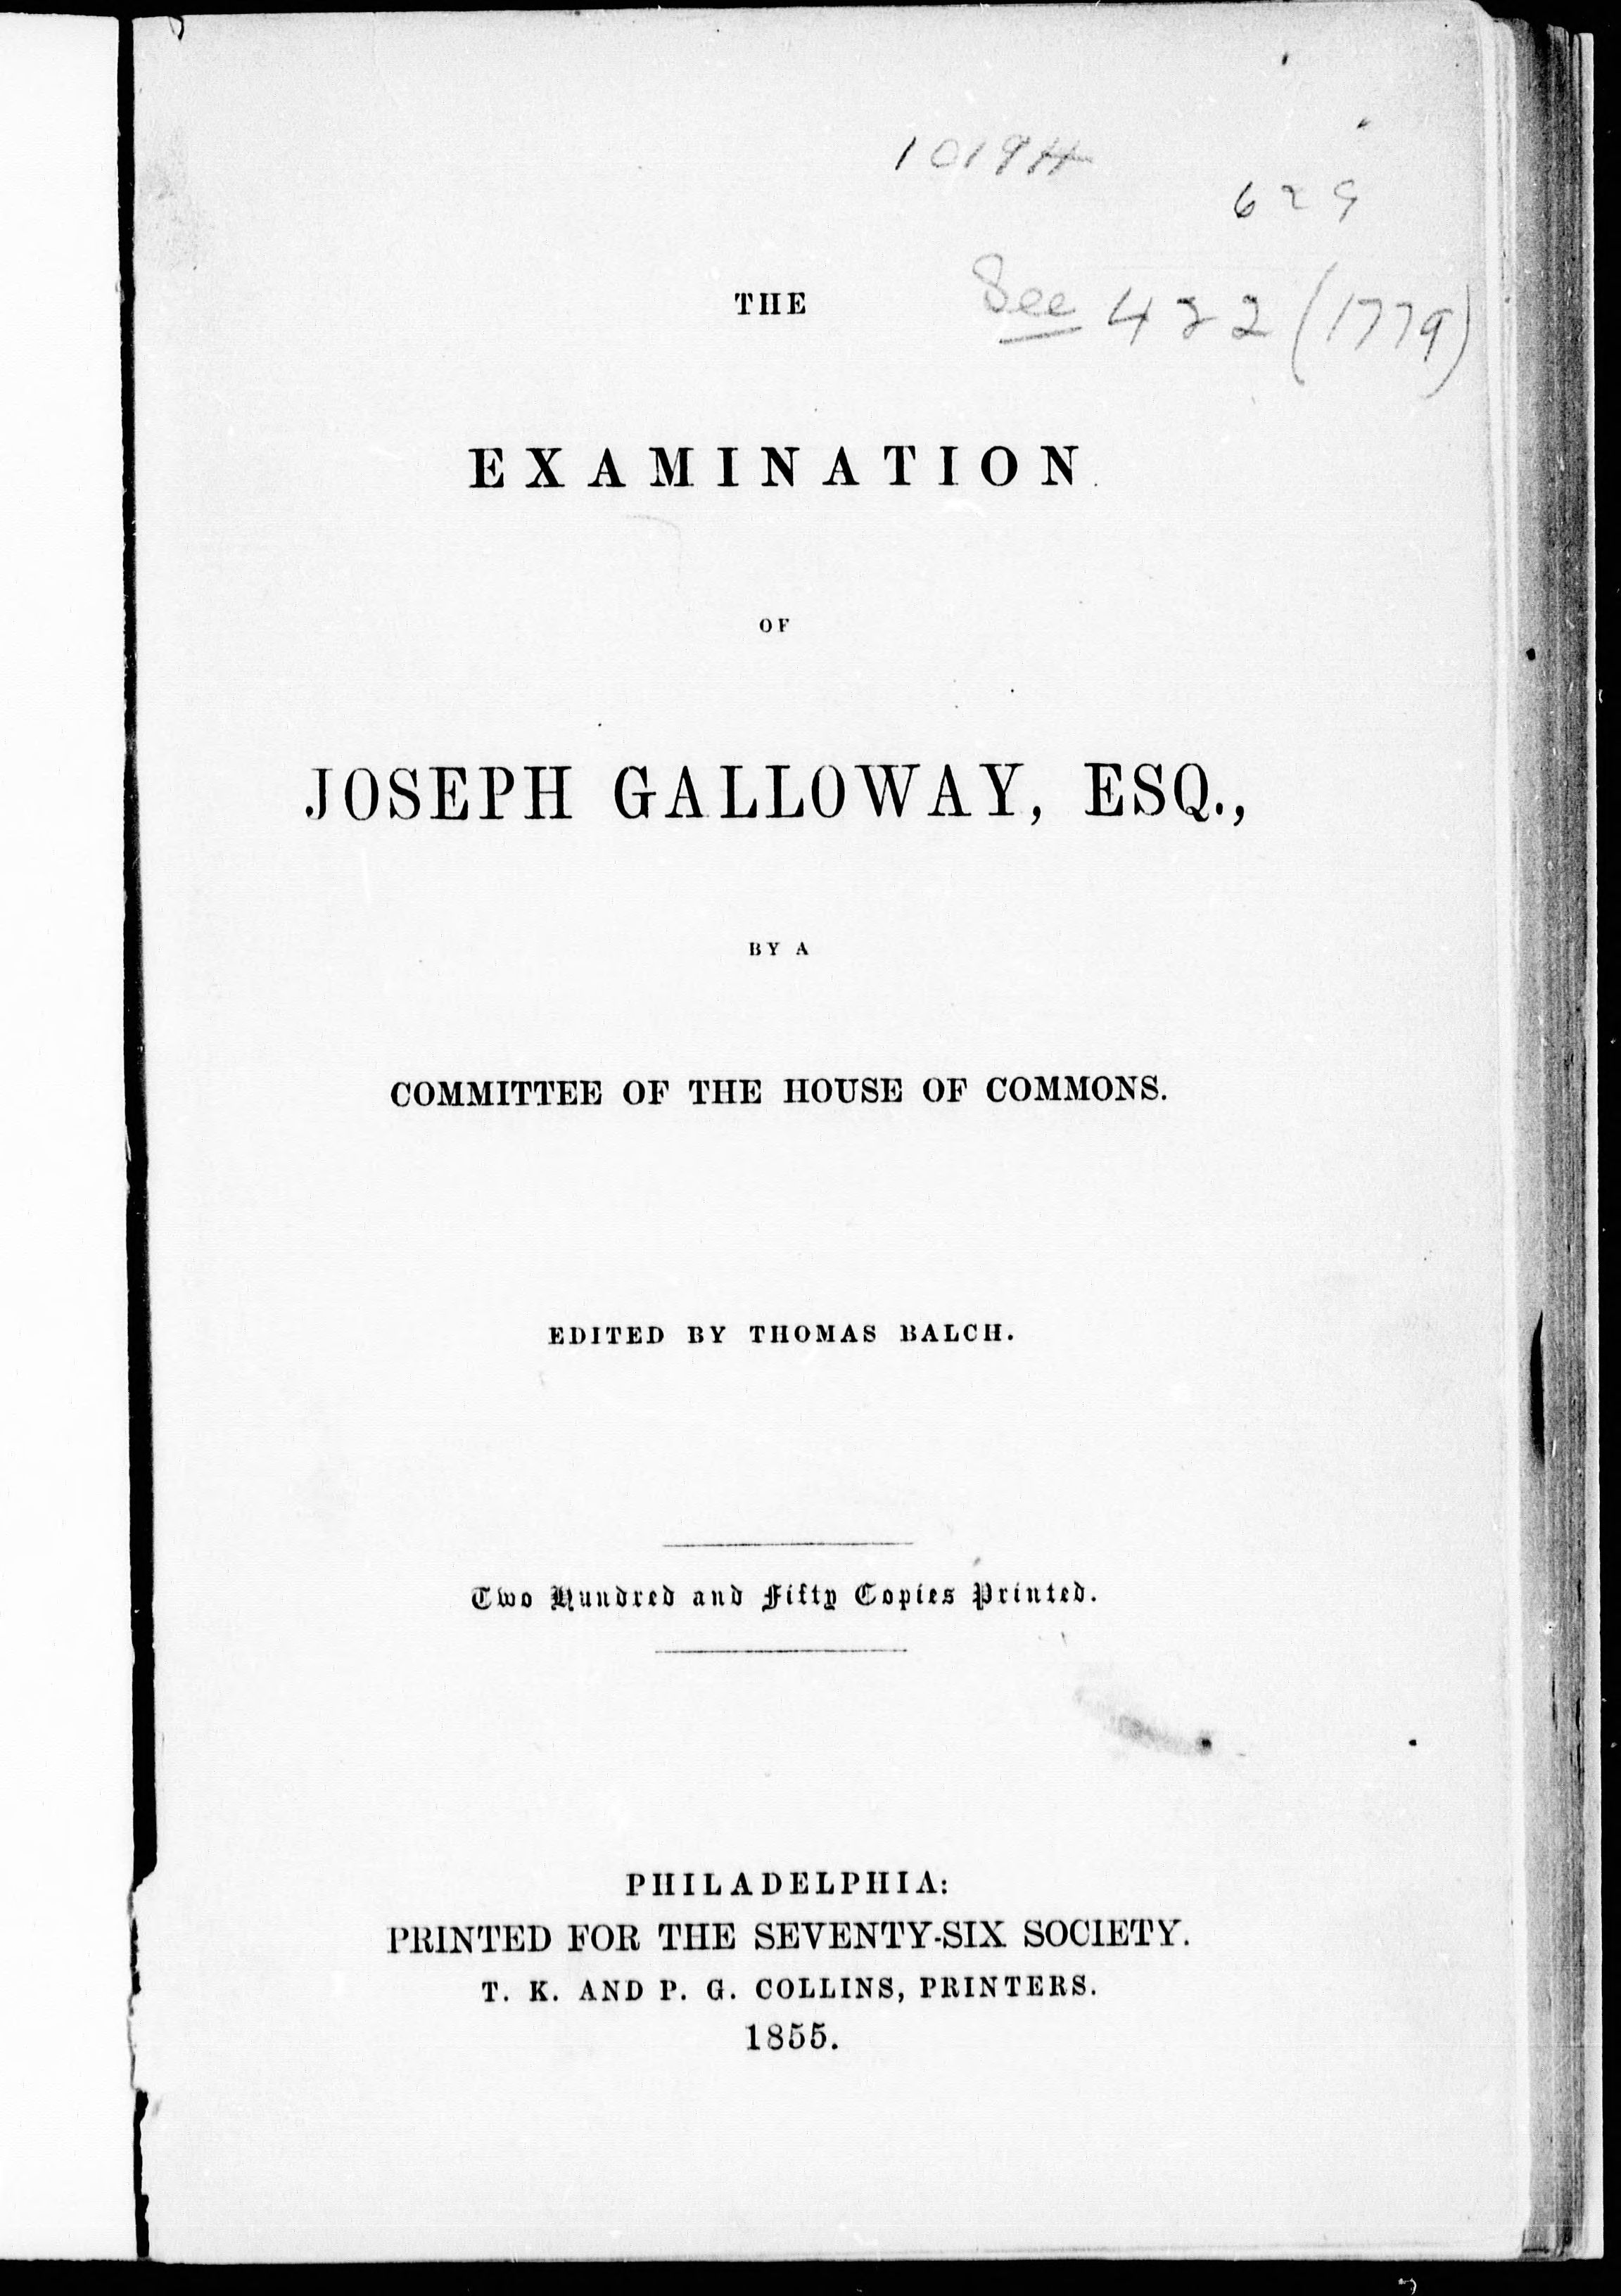 1019H
629
See 422 (1779)
THE
EXAMINATION
OF
JOSEPH GALLOWAY, ESQ.,
BY A
COMMITTEE OF THE HOUSE OF COMMONS.
EDITED BY THOMAS BALCH.
Two Hundred and Fifty Copies Printed.
PHILADELPHIA:
PRINTED FOR THE SEVENTY-SIX SOCIETY.
T. K. AND P. G. COLLINS, PRINTERS.
1855.